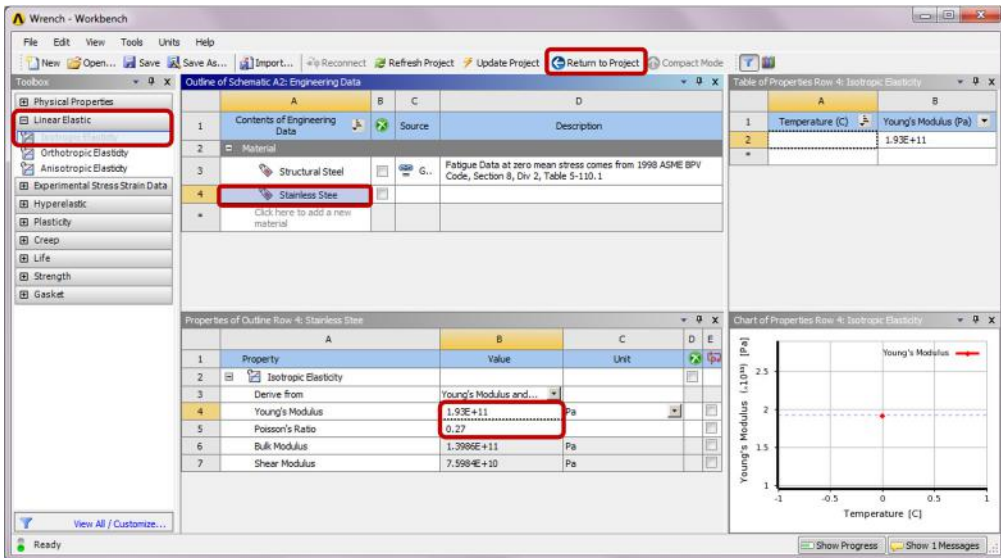 Wrench - Workbench
File Edit View Tools Units Help
New Open... Save Save As... Import... Reconnect Refresh Project Update Project Return to Project Compact Mode
Toolbox
Physical Properties
Linear Elastic
Isotropic Elasticity
Orthotropic Elasticity
Anisotropic Elasticity
Experimental Stress Strain Data
Hyperelastic
Plasticity
Creep
Life
Strength
Gasket
View All / Customize...
Outline of Schematic A2: Engineering Data
A B C D
1 Contents of Engineering Data Source Description
2 Material
3 Structural Steel G.. Fatigue Data at zero mean stress comes from 1998 ASME BPV
Code, Section 8, Div 2, Table 5-110.1
4 Stainless Stee
* Click here to add a new
material
Table of Properties Row 4: Isotropic Elasticity
A B
1 Temperature (C) Young's Modulus (Pa)
2 1.93E+11
*
Properties of Outline Row 4: Stainless Stee
A B C D E
1 Property Value Unit
2 Isotropic Elasticity
3 Derive from Young's Modulus and...
4 Young's Modulus 1.93E+11 Pa
5 Poisson's Ratio 0.27
6 Bulk Modulus 1.3986E+11 Pa
7 Shear Modulus 7.5984E+10 Pa
Chart of Properties Row 4: Isotropic Elasticity
Young's Modulus
Young's Modulus (.10¹¹) [Pa]
2.5
2
1.5
1
-1 -0.5 0 0.5 1
Temperature [C]
Ready
Show Progress Show 1 Messages